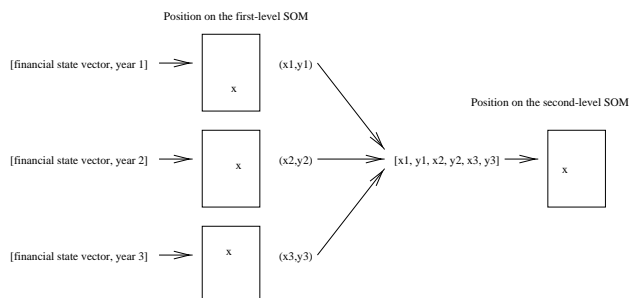 Position on the first-level SOM
[financial state vector, year 1]
x
(x1,y1)
Position on the second-level SOM
[financial state vector, year 2]
x
(x2,y2)
[x1, y1, x2, y2, x3, y3]
x
[financial state vector, year 3]
x
(x3,y3)